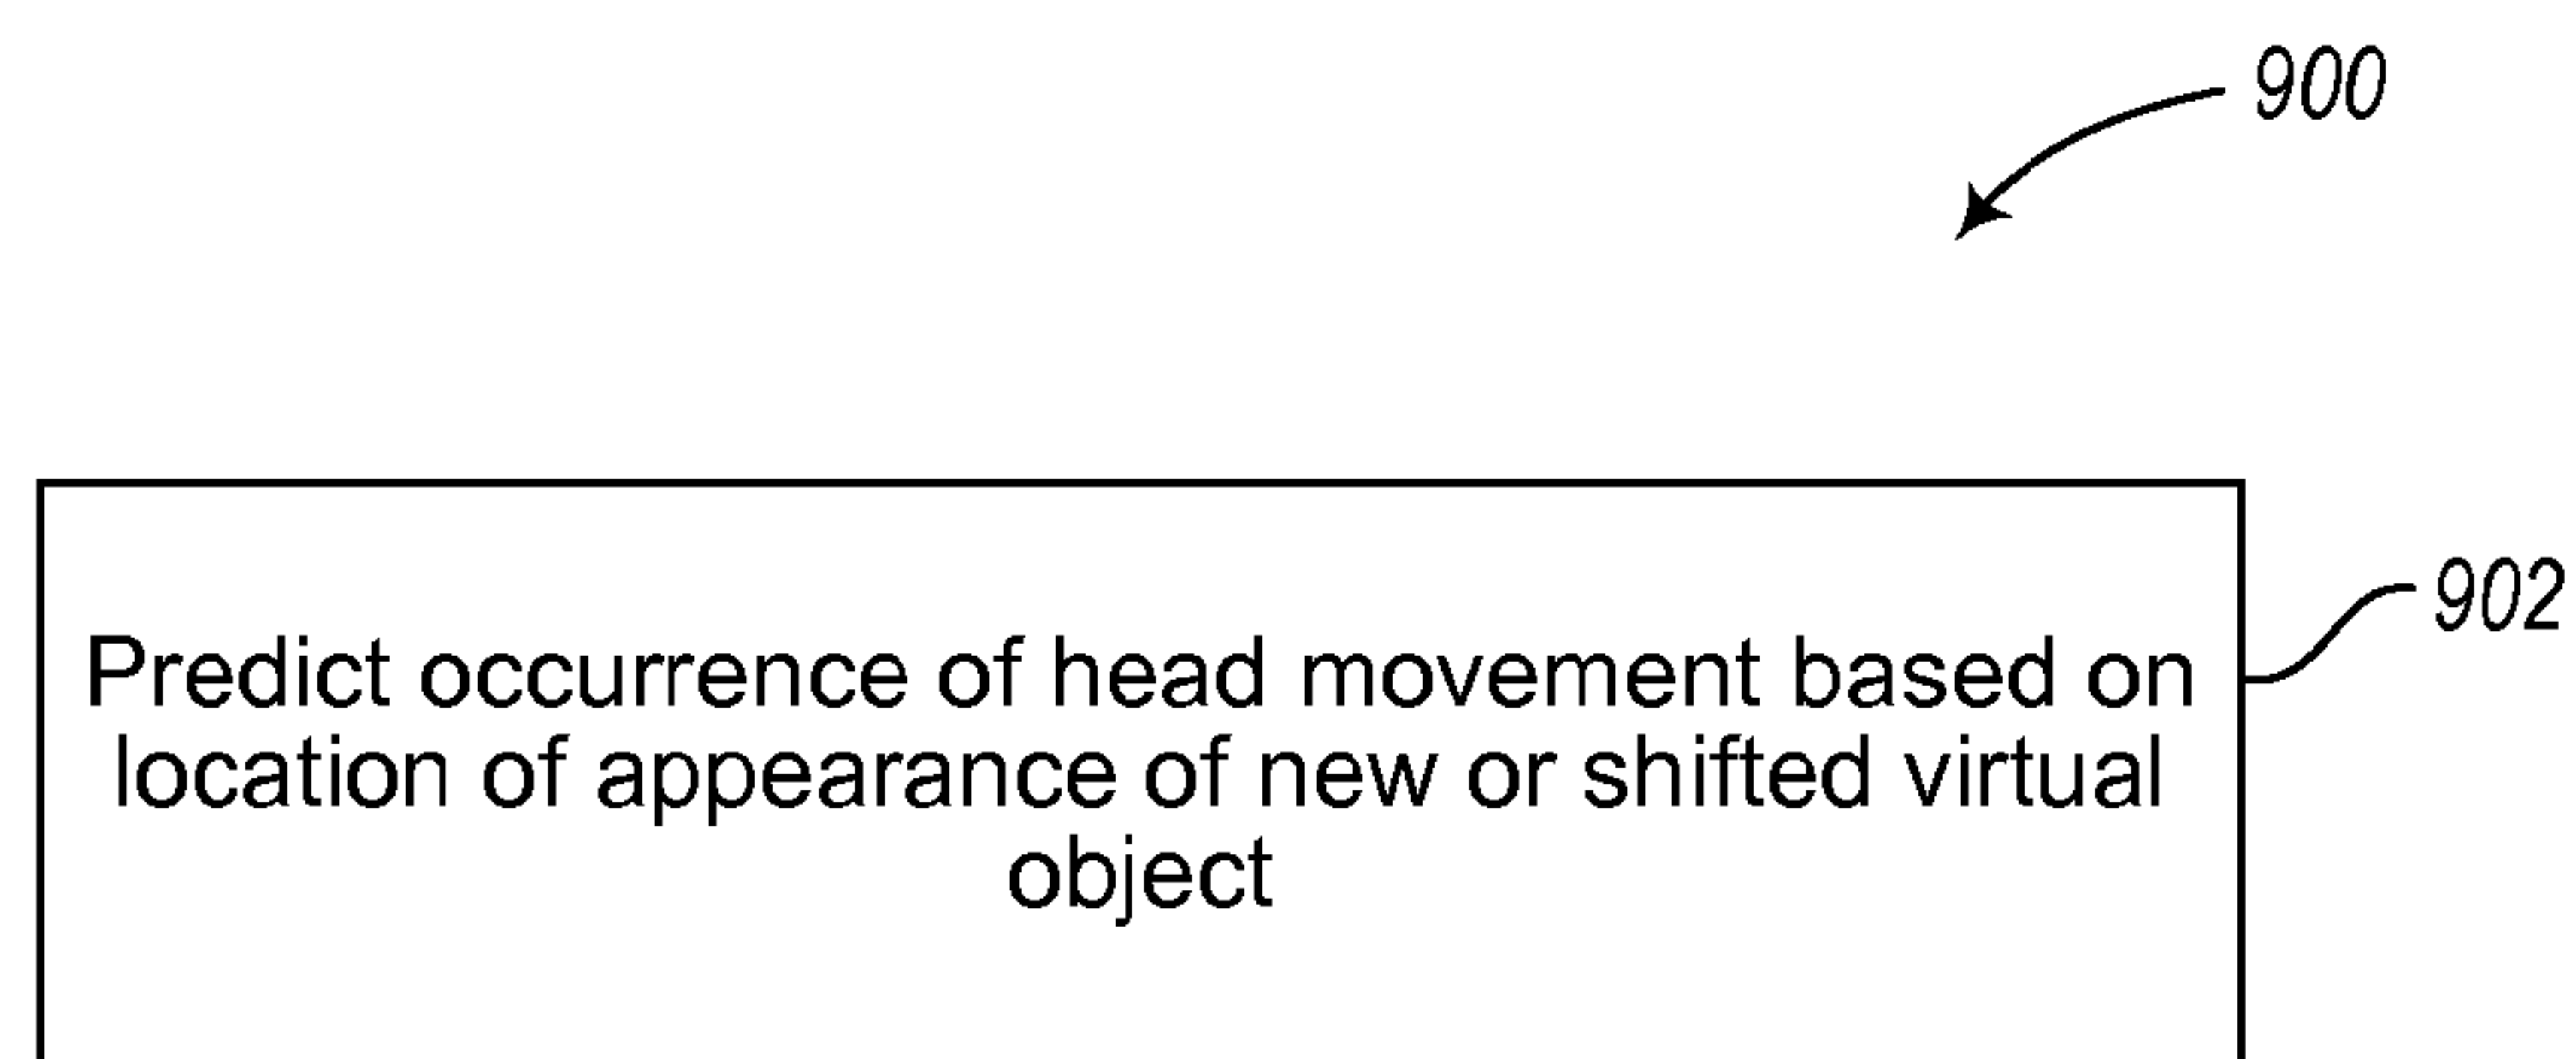 900
902
Predict occurrence of head movement based on
location of appearance of new or shifted virtual
object